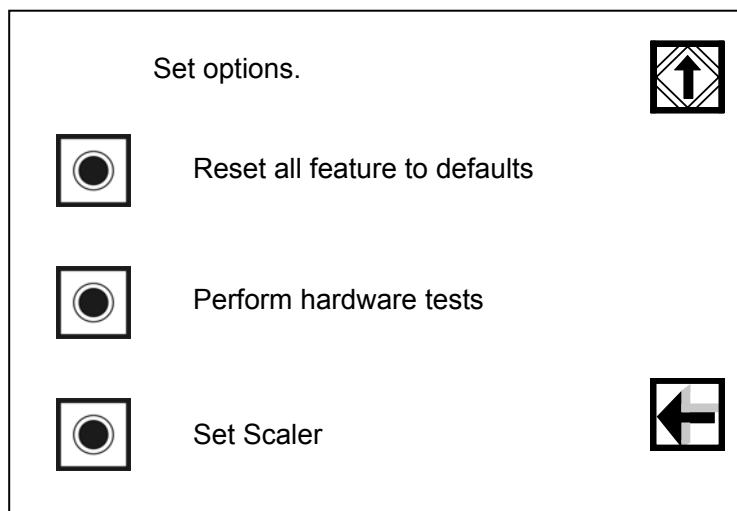 Set options.
Reset all feature to defaults
Perform hardware tests
Set Scaler